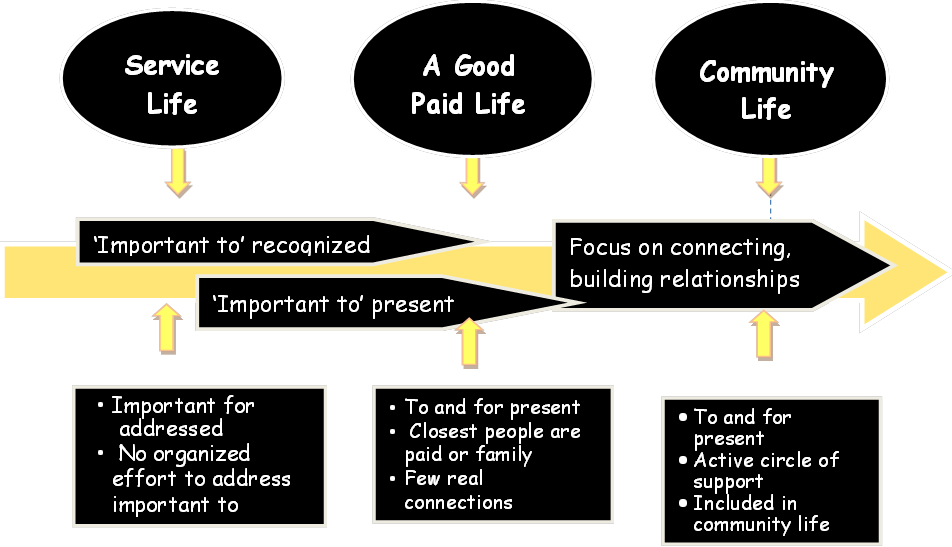 Service
Life
A Good
Paid Life
Community
Life
‘Important to’ recognized
‘Important to’ present
Focus on connecting,
building relationships
• Important for
addressed
• No organized
effort to address
important to
• To and for present
• Closest people are
paid or family
• Few real
connections
• To and for
present
• Active circle of
support
• Included in
community life